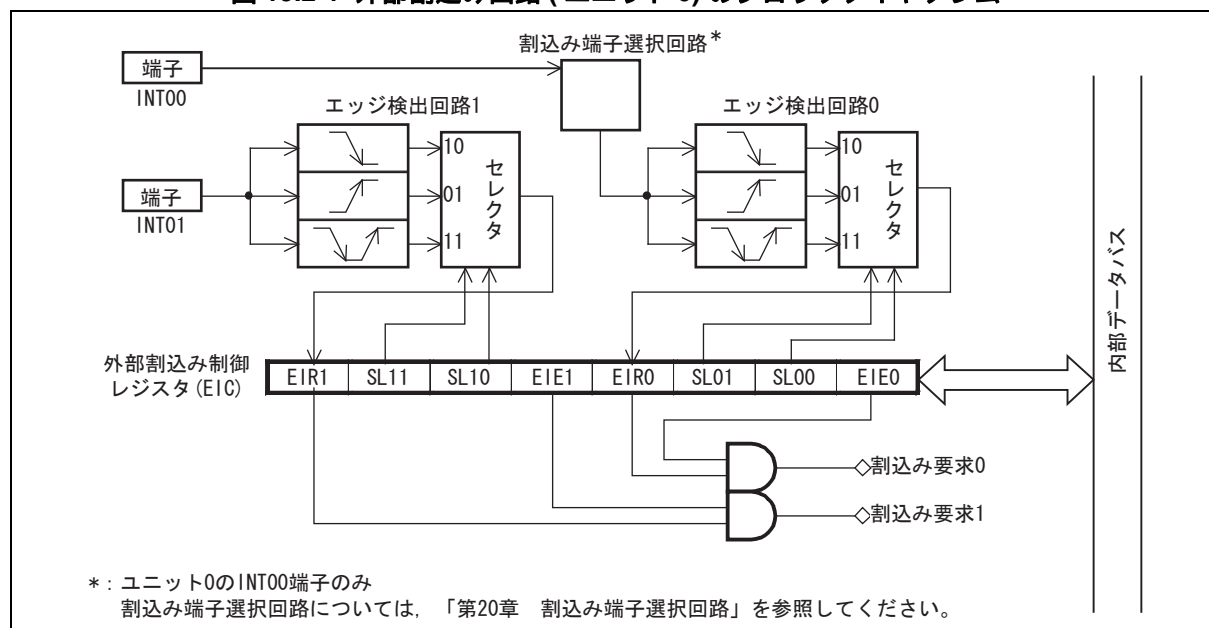 端子
INT00
割込み端子選択回路*
エッジ検出回路1
エッジ検出回路0
端子
INT01
10
01
11
セレクタ
10
01
11
セレクタ
内部データバス
外部割込み制御
レジスタ(EIC)
EIR1 SL11 SL10 EIE1 EIR0 SL01 SL00 EIE0
割込み要求0
割込み要求1
*：ユニット0のINT00端子のみ
割込み端子選択回路については，「第20章　割込み端子選択回路」を参照してください。